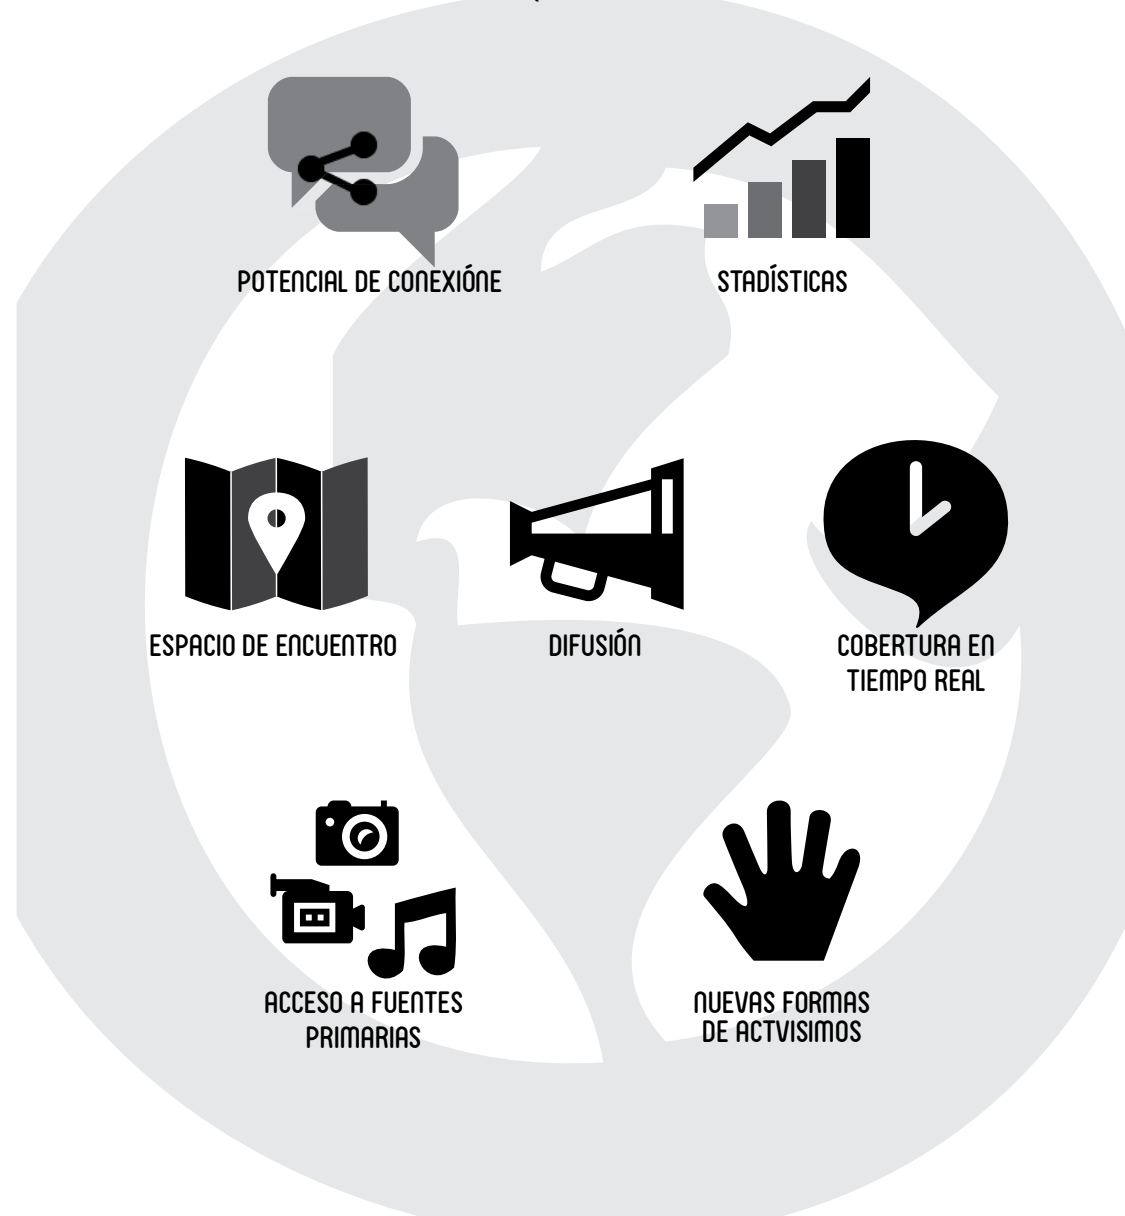 POTENCIAL DE CONEXIÓNE
STADÍSTICAS
ESPACIO DE ENCUENTRO
DIFUSIÓN
COBERTURA EN
TIEMPO REAL
ACCESO A FUENTES
PRIMARIAS
NUEVAS FORMAS
DE ACTVISIMOS